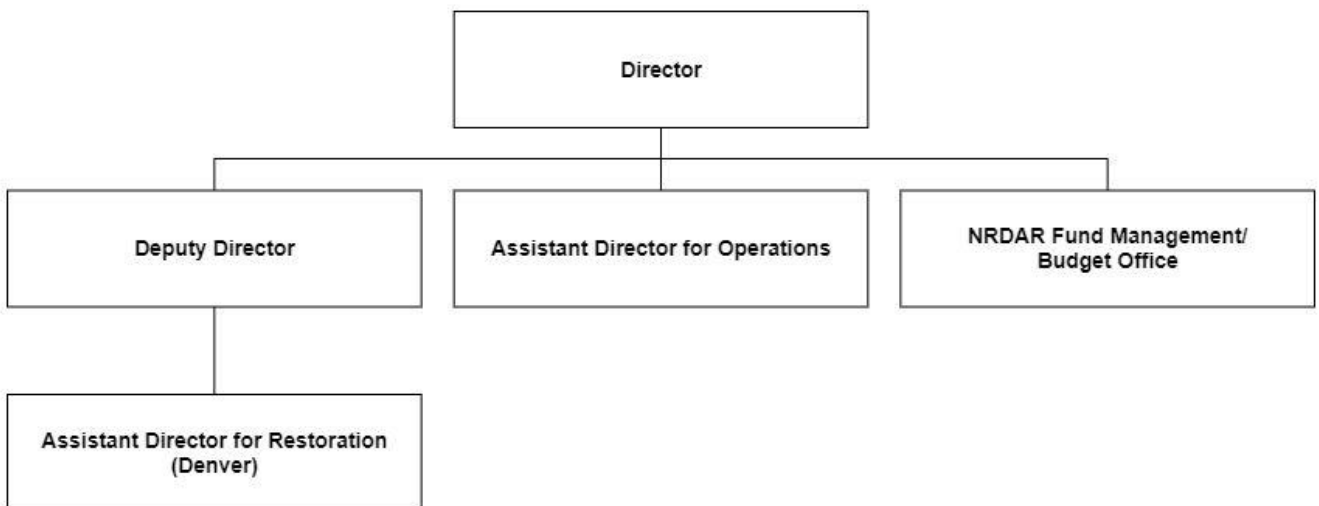 Director
Deputy Director
Assistant Director for Operations
NRDAR Fund Management/
Budget Office
Assistant Director for Restoration
(Denver)